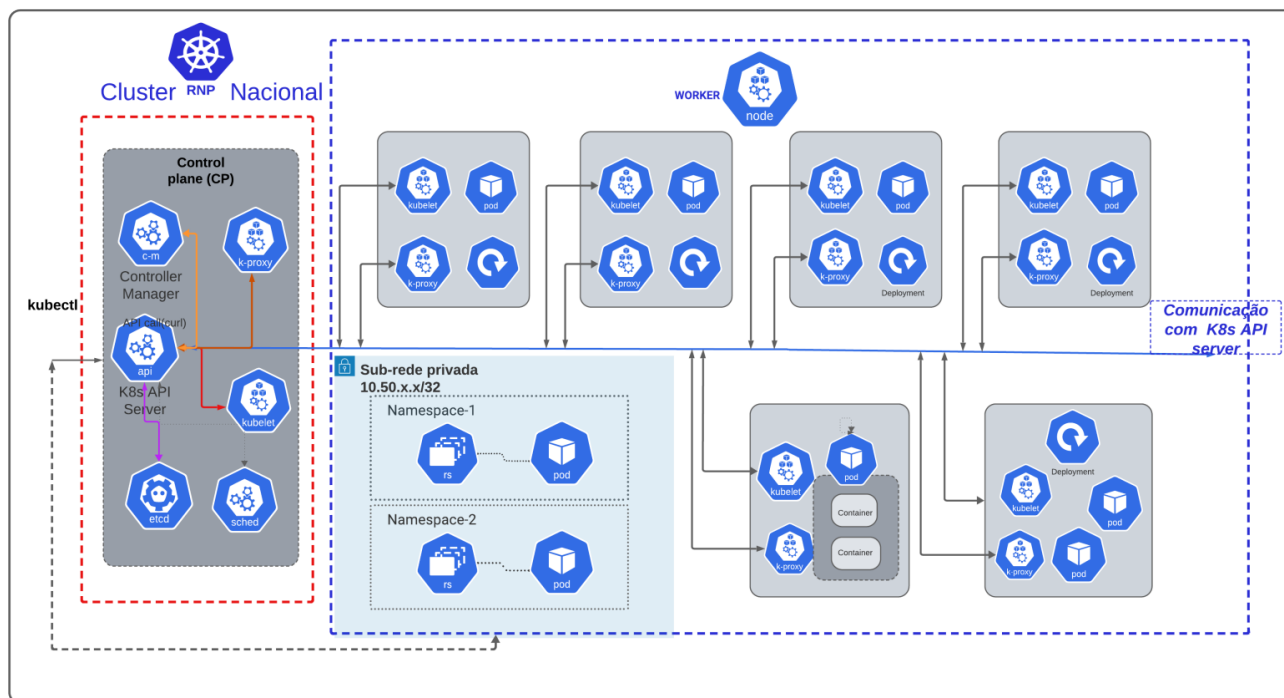 Cluster RNP Nacional
WORKER
node
Control
plane (CP)
c-m
k-proxy
Controller
Manager
kubectl
API call(curl)
api
K8s API
Server
kubelet
etcd
sched
kubelet
pod
k-proxy
kubelet
pod
k-proxy
kubelet
pod
k-proxy
Deployment
kubelet
pod
k-proxy
Deployment
Comunicação
com K8s API
server
Sub-rede privada
10.50.x.x/32
Namespace-1
rs
pod
Namespace-2
rs
pod
kubelet
pod
Container
k-proxy
Container
Deployment
kubelet
pod
k-proxy
pod